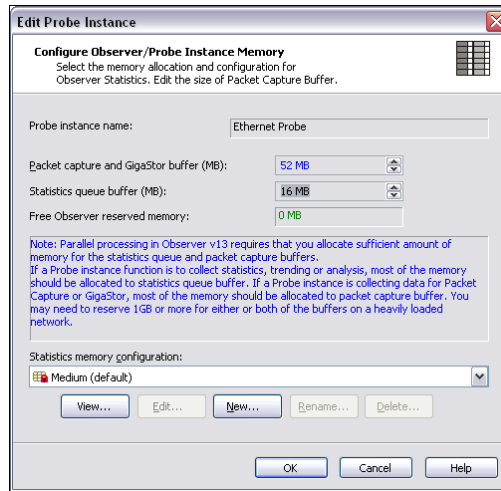 Edit Probe Instance
Configure Observer/Probe Instance Memory
Select the memory allocation and configuration for
Observer Statistics. Edit the size of Packet Capture Buffer.
Probe instance name:
Ethernet Probe
Packet capture and GigaStor buffer (MB):
52 MB
Statistics queue buffer (MB):
16 MB
Free Observer reserved memory:
0 MB
Note: Parallel processing in Observer v13 requires that you allocate sufficient amount of
memory for the statistics queue and packet capture buffers.
If a Probe instance function is to collect statistics, trending or analysis, most of the memory
should be allocated to statistics queue buffer. If a Probe instance is collecting data for Packet
Capture or GigaStor, most of the memory should be allocated to packet capture buffer. You
may need to reserve 1GB or more for either or both of the buffers on a heavily loaded
network.
Statistics memory configuration:
Medium (default)
View... Edit... New... Rename... Delete...
OK Cancel Help